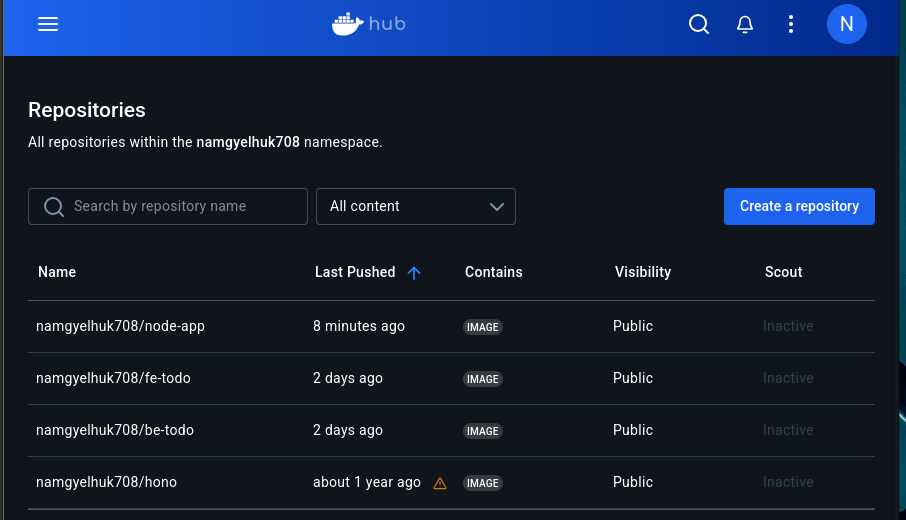 hub
N
Repositories
All repositories within the namgyelhuk708 namespace.
Search by repository name
All content
Create a repository
Name Last Pushed Contains Visibility Scout
namgyelhuk708/node-app 8 minutes ago IMAGE Public Inactive
namgyelhuk708/fe-todo 2 days ago IMAGE Public Inactive
namgyelhuk708/be-todo 2 days ago IMAGE Public Inactive
namgyelhuk708/hono about 1 year ago IMAGE Public Inactive